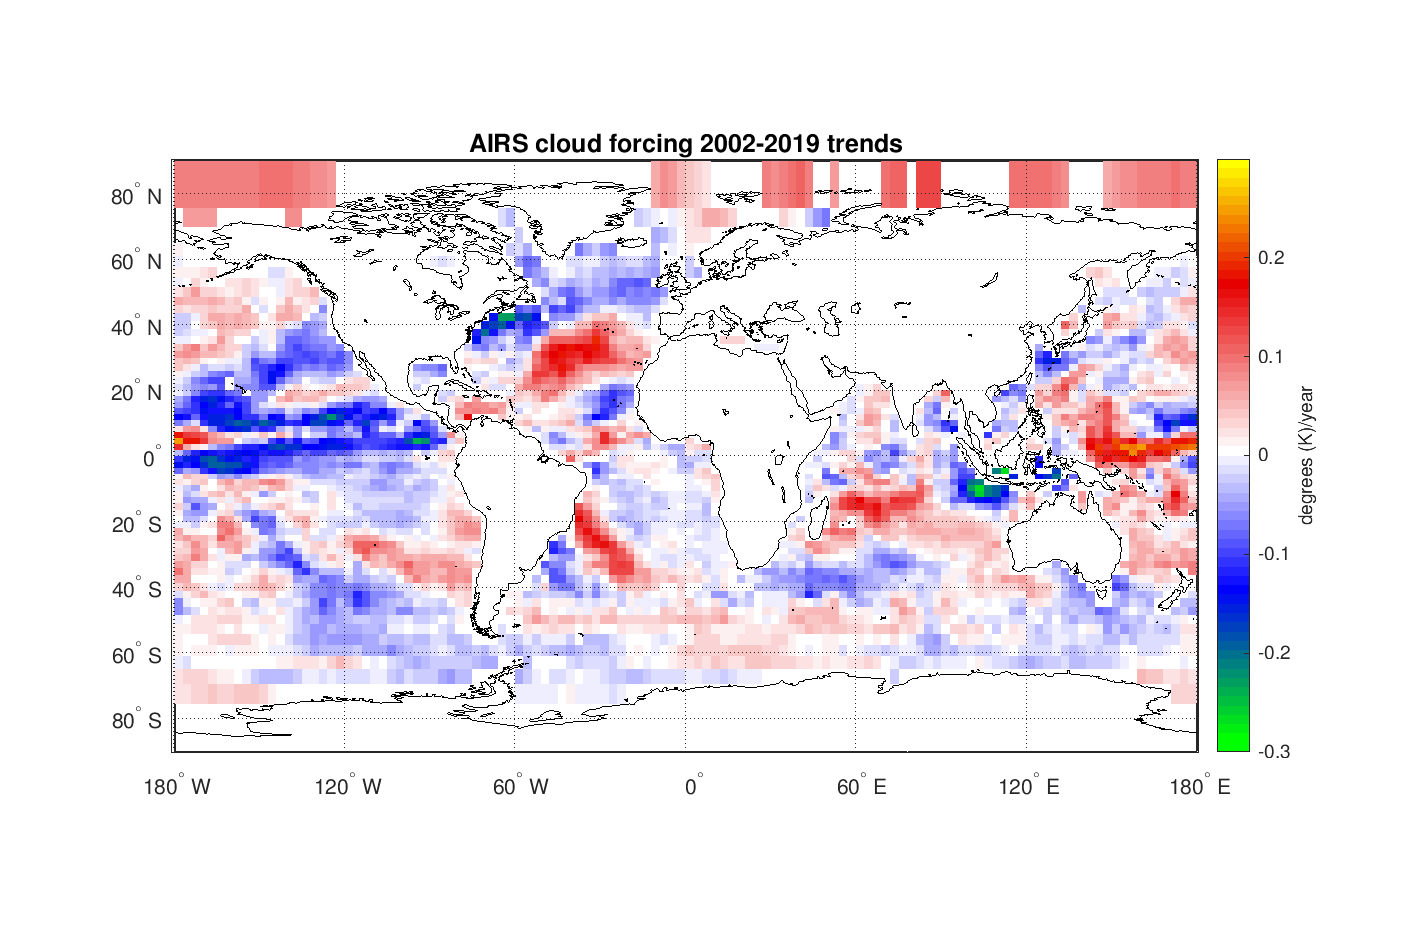 AIRS cloud forcing 2002-2019 trends
80° N
60° N
40° N
20° N
0°
20° S
40° S
60° S
80° S
180° W
120° W
60° W
0°
60° E
120° E
180° E
0.2
0.1
0
-0.1
-0.2
-0.3
degrees (K)/year